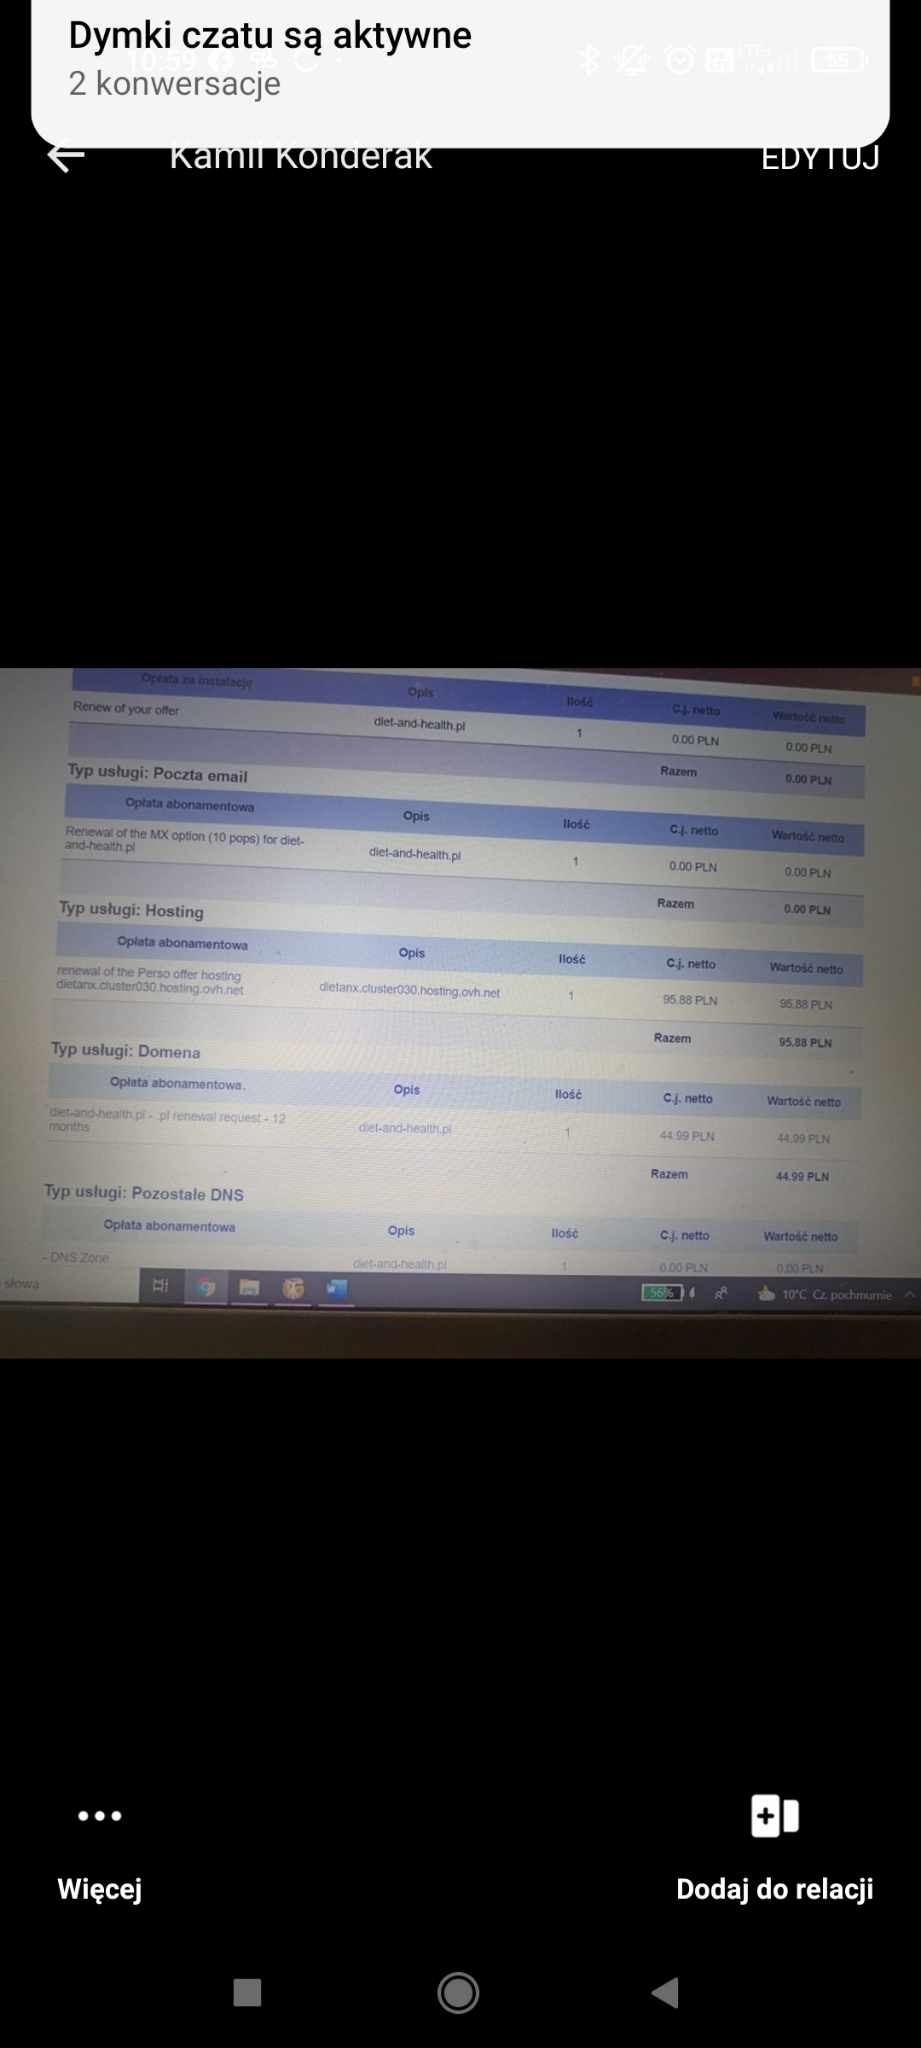 Dymki czatu są aktywne
10:59
55
2 konwersacje
Kamil Konderak EDYTUJ
Opłata za instalację Opis Ilość C.j. netto Wartość netto
Renew of your offer diet-and-health.pl 1 0.00 PLN 0.00 PLN
Razem 0.00 PLN
Typ usługi: Poczta email
Opłata abonamentowa Opis Ilość C.j. netto Wartość netto
Renewal of the MX option (10 pops) for diet-
and-health.pl diet-and-health.pl 1 0.00 PLN 0.00 PLN
Razem 0.00 PLN
Typ usługi: Hosting
Opłata abonamentowa Opis Ilość C.j. netto Wartość netto
renewal of the Perso offer hosting
dietanx.cluster030.hosting.ovh.net dietanx.cluster030.hosting.ovh.net 1 95.88 PLN 95.88 PLN
Razem 95.88 PLN
Typ usługi: Domena
Opłata abonamentowa. Opis Ilość C.j. netto Wartość netto
diet-and-health.pl - .pl renewal request - 12
months diet-and-health.pl 1 44.99 PLN 44.99 PLN
Razem 44.99 PLN
Typ usługi: Pozostałe DNS
Opłata abonamentowa Opis Ilość C.j. netto Wartość netto
- DNS Zone diet-and-health.pl 1 0.00 PLN 0.00 PLN
słowa 56% 10°C Cz. pochmurnie
Więcej Dodaj do relacji